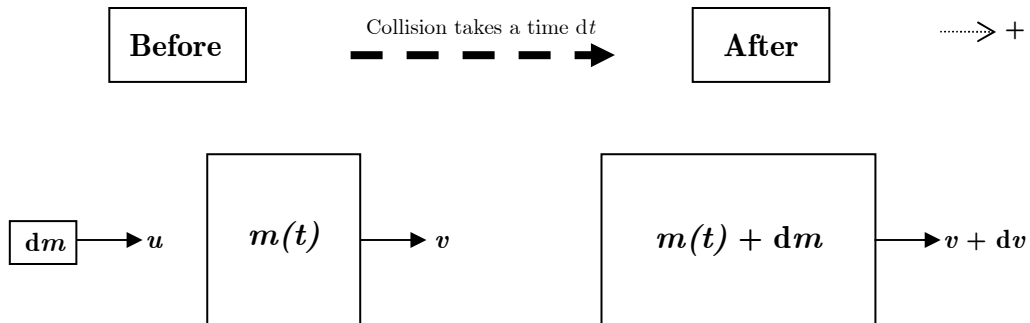 Before
Collision takes a time dt
After
+
dm
u
m(t)
v
m(t) + dm
v + dv